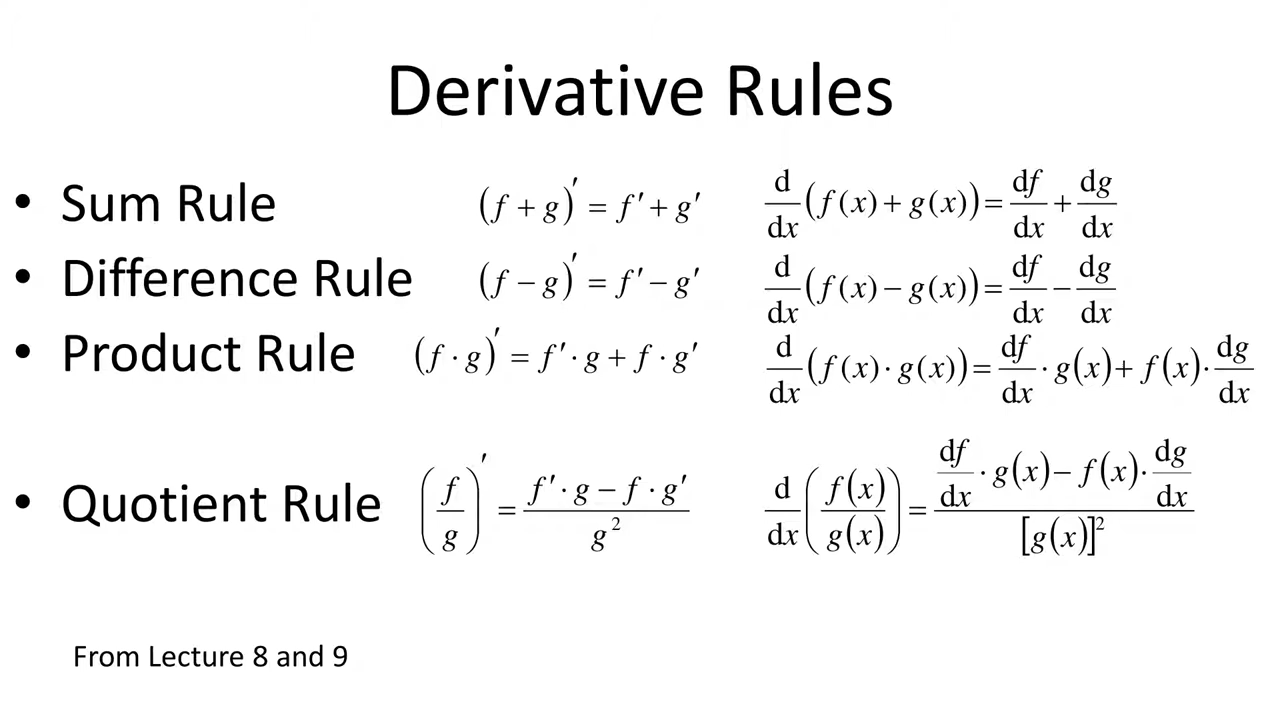 Derivative Rules
• Sum Rule (f + g)′ = f′ + g′ d/dx (f(x) + g(x)) = df/dx + dg/dx
• Difference Rule (f − g)′ = f′ − g′ d/dx (f(x) − g(x)) = df/dx − dg/dx
• Product Rule (f · g)′ = f′ · g + f · g′ d/dx (f(x) · g(x)) = df/dx · g(x) + f(x) · dg/dx
• Quotient Rule (f/g)′ = (f′ · g − f · g′)/g² d/dx (f(x)/g(x)) = (df/dx · g(x) − f(x) · dg/dx)/[g(x)]²
From Lecture 8 and 9